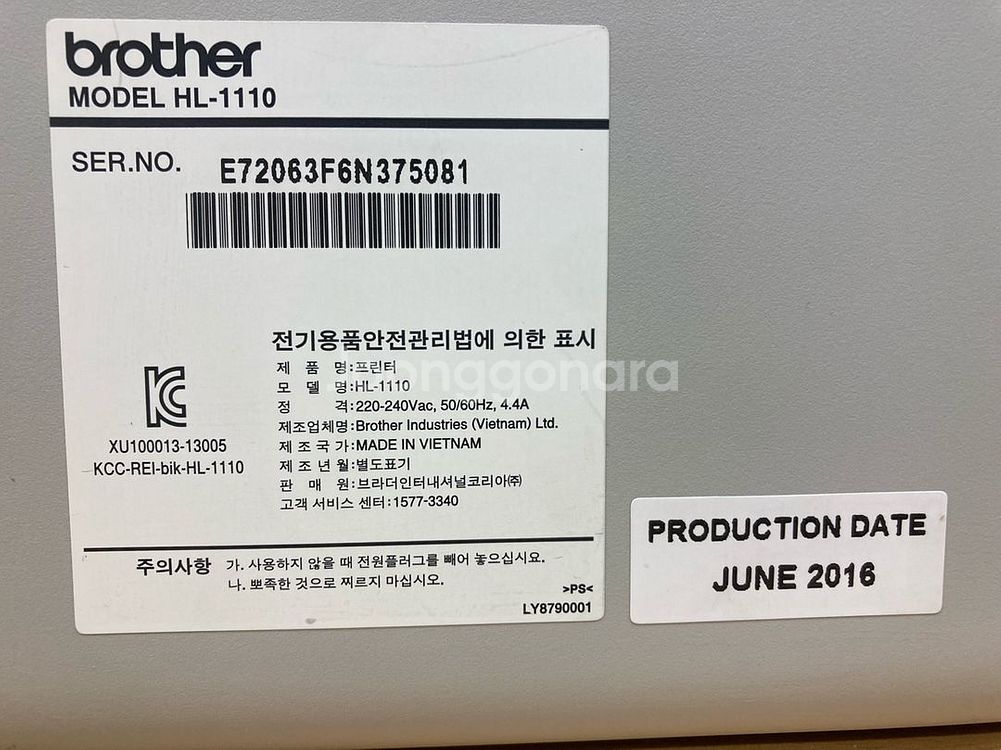 brother
MODEL HL-1110
SER.NO. E72063F6N375081
전기용품안전관리법에 의한 표시
제 품 명:프린터
모 델 명:HL-1110
정 격:220-240Vac, 50/60Hz, 4.4A
제조업체명:Brother Industries (Vietnam) Ltd.
제 조 국 가:MADE IN VIETNAM
제 조 년 월:별도표기
판 매 원:브라더인터내셔널코리아㈜
고객 서비스 센터:1577-3340
XU100013-13005
KCC-REI-bik-HL-1110
주의사항 가. 사용하지 않을 때 전원플러그를 빼어 놓으십시요.
나. 뾰족한 것으로 찌르지 마십시오.
>PS<
LY8790001
PRODUCTION DATE
JUNE 2016
Joonggonara